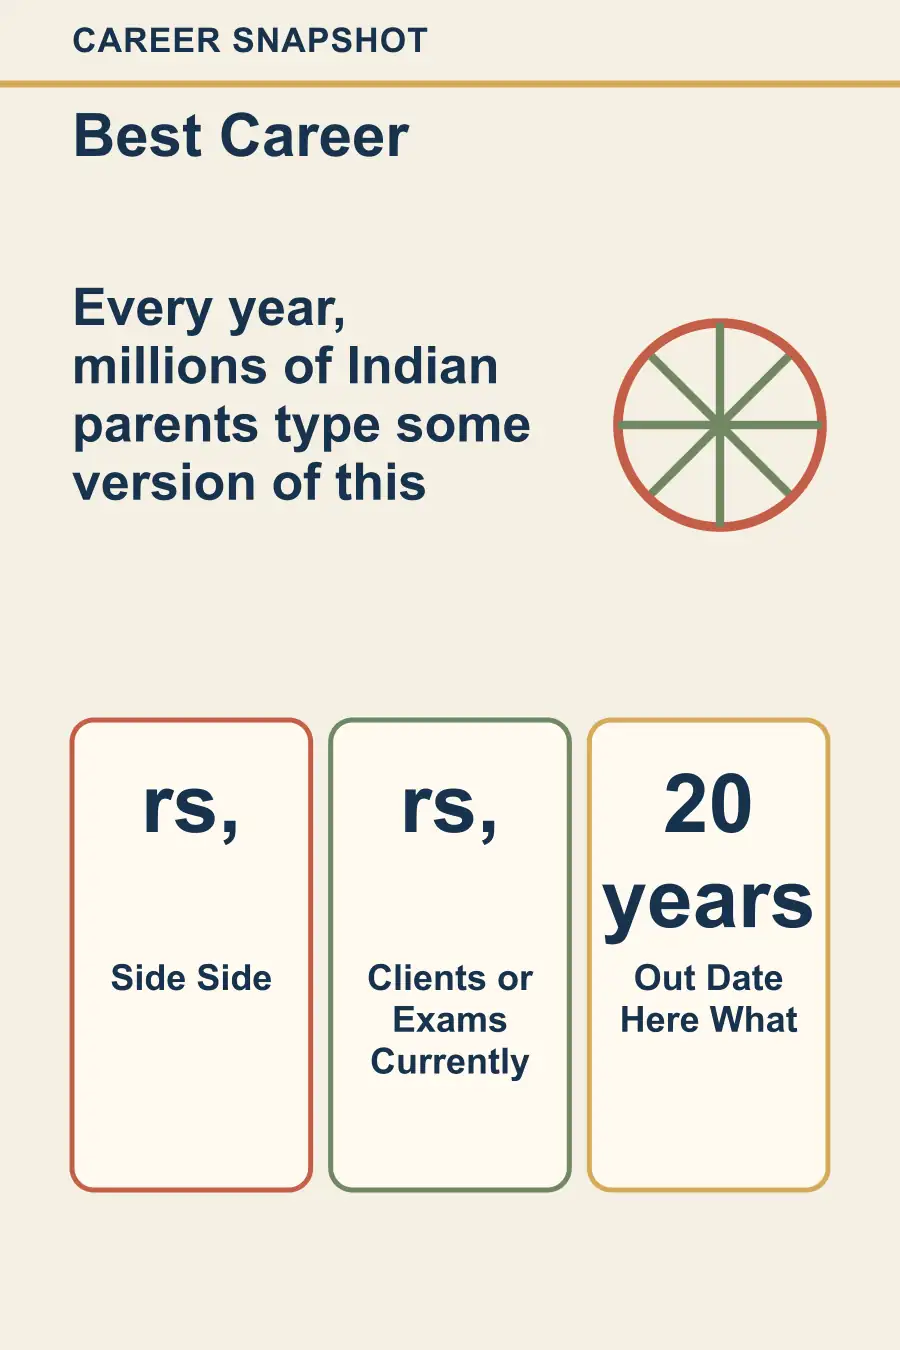 CAREER SNAPSHOT
Best Career
Every year,
millions of Indian
parents type some
version of this
rs,
Side Side
rs,
Clients or
Exams
Currently
20
years
Out Date
Here What